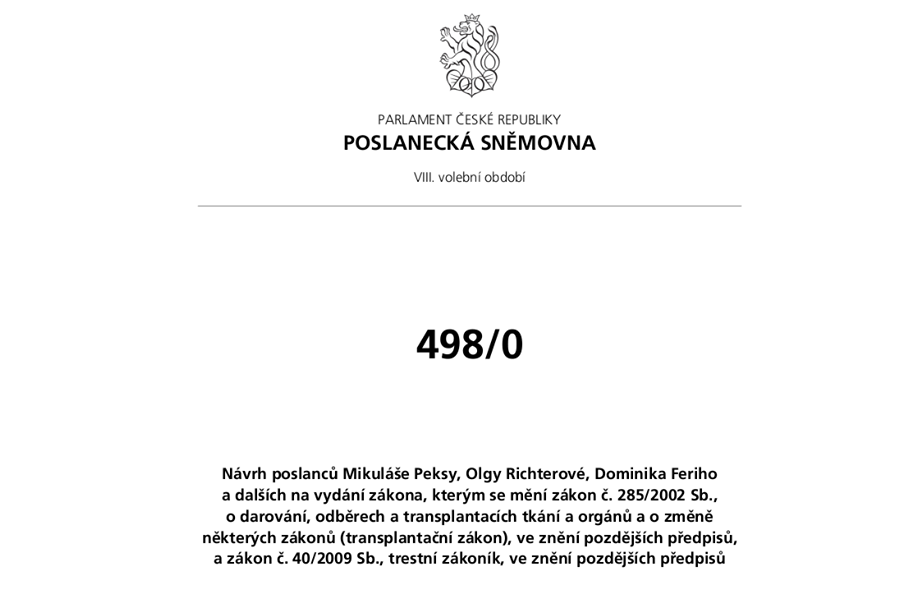 PARLAMENT ČESKÉ REPUBLIKY
POSLANECKÁ SNĚMOVNA
VIII. volební období
498/0
Návrh poslanců Mikuláše Peksy, Olgy Richterové, Dominika Feriho
a dalších na vydání zákona, kterým se mění zákon č. 285/2002 Sb.,
o darování, odběrech a transplantacích tkání a orgánů a o změně
některých zákonů (transplantační zákon), ve znění pozdějších předpisů,
a zákon č. 40/2009 Sb., trestní zákoník, ve znění pozdějších předpisů